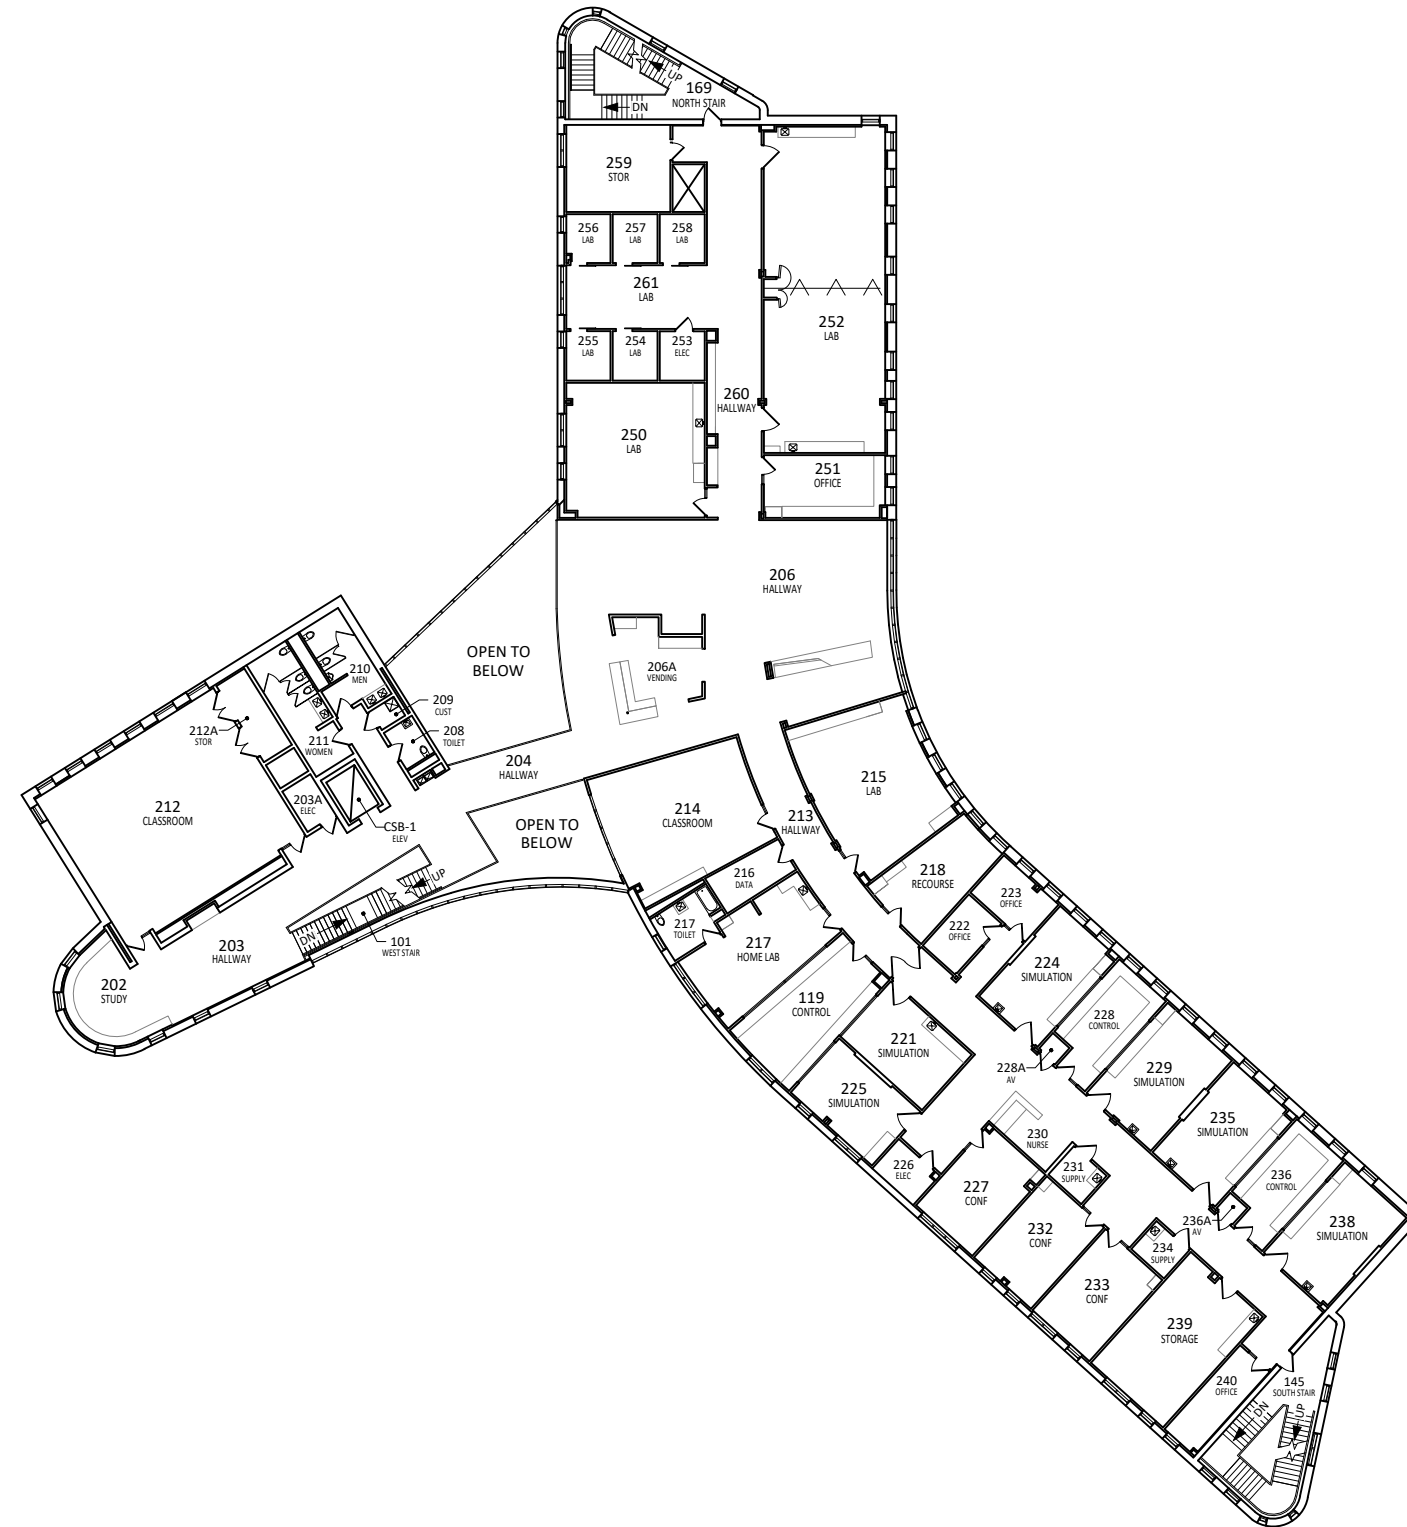 UP
169
NORTH STAIR
DN
259
STOR
256
LAB
257
LAB
258
LAB
261
LAB
252
LAB
255
LAB
254
LAB
253
ELEC
260
HALLWAY
250
LAB
251
OFFICE
206
HALLWAY
OPEN TO
BELOW
206A
VENDING
210
MEN
209
CUST
208
TOILET
212A
STOR
211
WOMEN
204
HALLWAY
212
CLASSROOM
203A
ELEC
CSB-1
ELEV
OPEN TO
BELOW
214
CLASSROOM
213
HALLWAY
215
LAB
216
DATA
218
RECOURSE
223
OFFICE
222
OFFICE
217
TOILET
217
HOME LAB
UP
DN
101
WEST STAIR
203
HALLWAY
202
STUDY
224
SIMULATION
119
CONTROL
228
CONTROL
221
SIMULATION
228A
AV
229
SIMULATION
225
SIMULATION
235
SIMULATION
230
NURSE
226
ELEC
231
SUPPLY
236
CONTROL
227
CONF
232
CONF
236A
AV
234
SUPPLY
238
SIMULATION
233
CONF
239
STORAGE
240
OFFICE
145
SOUTH STAIR
DN
UP